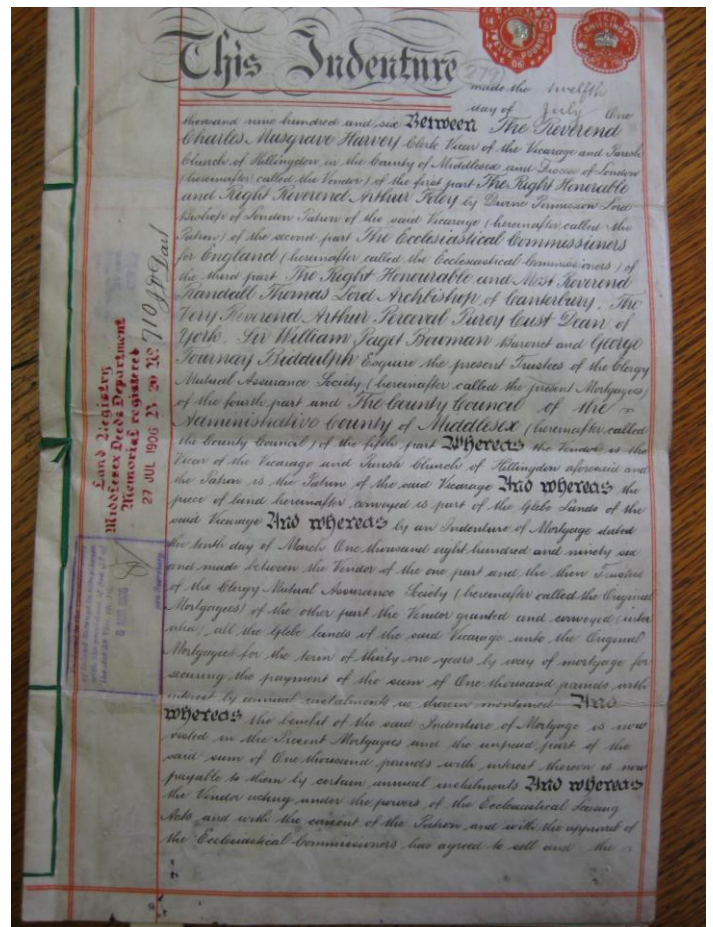 This Indenture
279
made the twelfth
day of July One
thousand nine hundred and six Between The Reverend
Charles Musgrave Harvey Clerk Vicar of the Vicarage and Parish
Church of Hillingdon in the County of Middlesex and Diocese of London
(hereinafter called the Vendor) of the first part The Right Honorable
and Right Reverend Arthur Foley by Divine Permission Lord
Bishop of London Patron of the said Vicarage (hereinafter called the
Patron) of the second part The Ecclesiastical Commissioners
for England (hereinafter called the Ecclesiastical Commissioners) of
the third part The Right Honourable and Most Reverend
Randall Thomas Lord Archbishop of Canterbury, The
Very Reverend Arthur Perceval Purey Cust Dean of
York, Sir William Paget Bowman Baronet and George
Tournay Biddulph Esquire the present Trustees of the Clergy
Mutual Assurance Society (hereinafter called the present Mortgagees)
of the fourth part and The County Council of the
Administrative County of Middlesex (hereinafter called
the County Council) of the fifth part Whereas the Vendor is the
Vicar of the Vicarage and Parish Church of Hillingdon aforesaid and
the Patron is the Patron of the said Vicarage And whereas the
piece of land hereinafter conveyed is part of the Glebe Lands of the
said Vicarage And whereas by an Indenture of Mortgage dated
the tenth day of March One thousand eight hundred and ninety six
and made between the Vendor of the one part and the then Trustees
of the Clergy Mutual Assurance Society (hereinafter called the Original
Mortgagees) of the other part the Vendor granted and conveyed (inter
alia) all the Glebe lands of the said Vicarage unto the Original
Mortgagees for the term of thirty one years by way of mortgage for
securing the payment of the sum of One thousand pounds with
interest by annual instalments as therein mentioned And
whereas the benefit of the said Indenture of Mortgage is now
vested in the Present Mortgagees and the unpaid part of the
said sum of One thousand pounds with interest thereon is now
payable to them by certain annual instalments And whereas
the Vendor acting under the powers of the Ecclesiastical Leasing
Acts and with the consent of the Patron and with the approval of
the Ecclesiastical Commissioners has agreed to sell and the
Land Registry
Middlesex Deeds Department
Memorial registered
27 JUL 1906 B 20 No 710